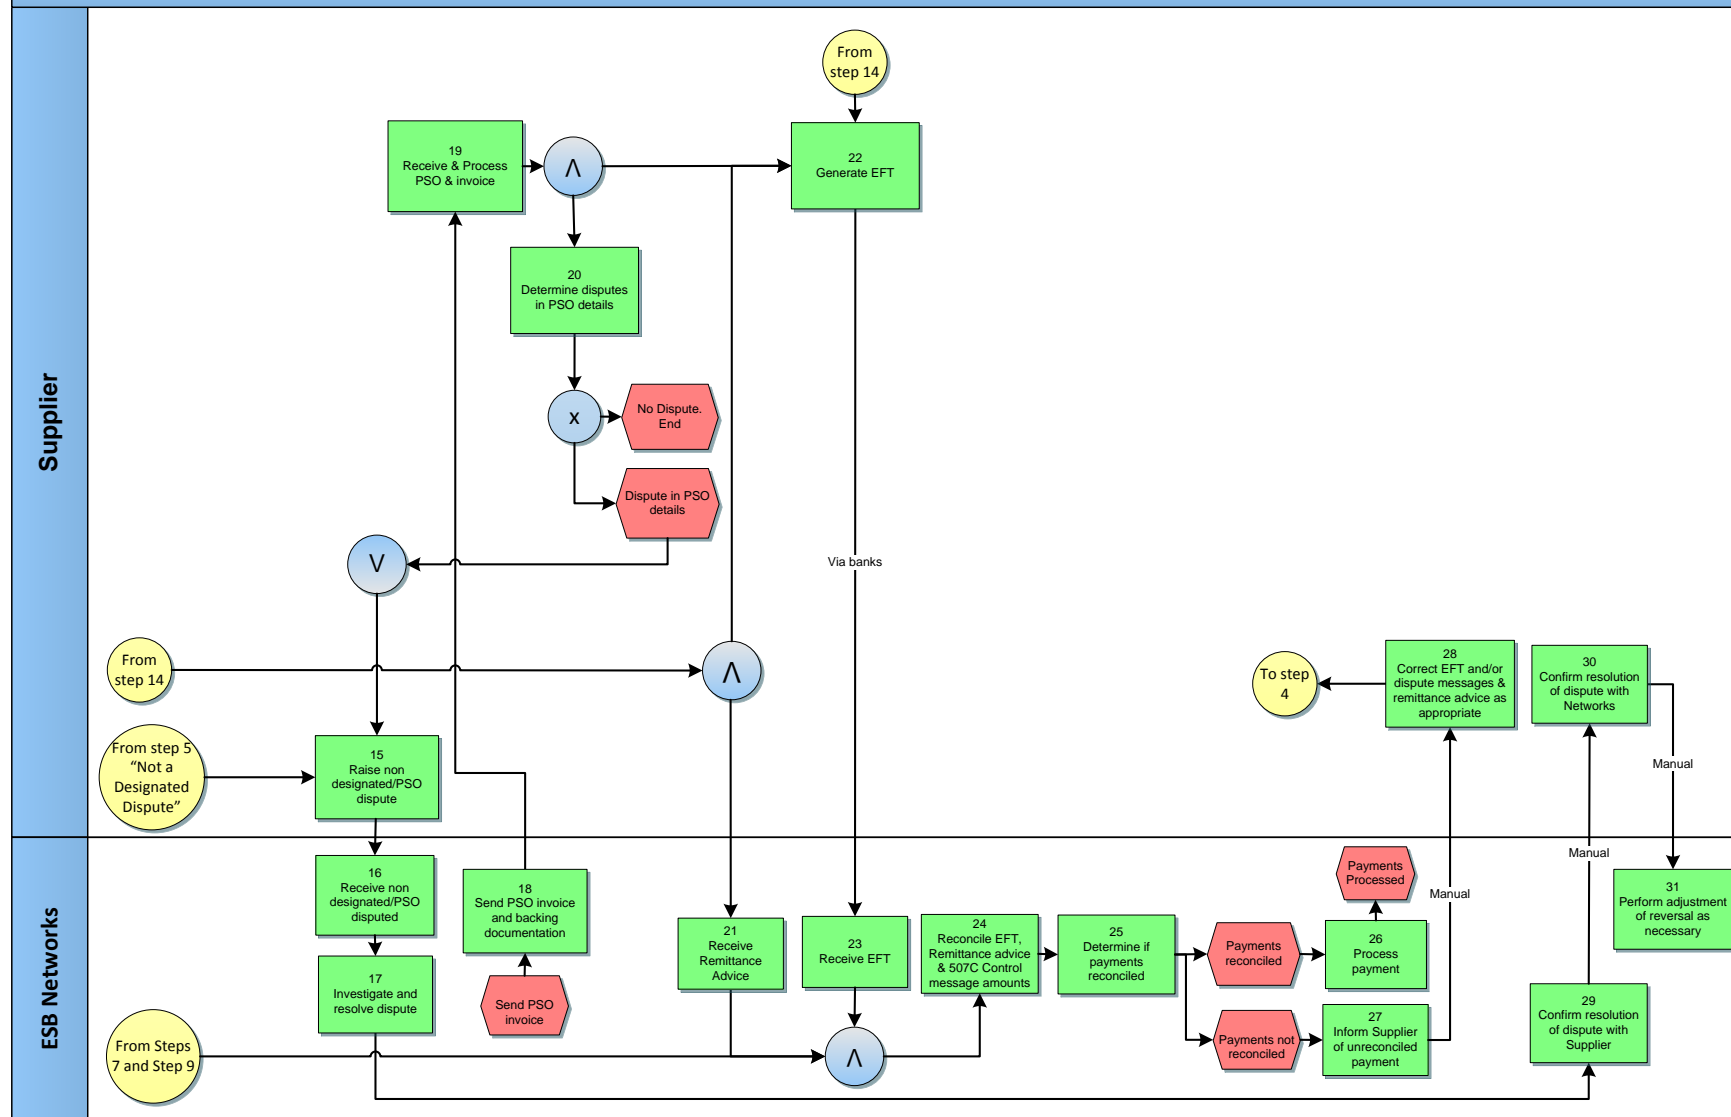 Supplier
From
step 14
19
Receive & Process
PSO & invoice
Λ
22
Generate EFT
20
Determine disputes
in PSO details
x
No Dispute.
End
Dispute in PSO
details
V
Via banks
From
step 14
Λ
To step
4
28
Correct EFT and/or
dispute messages &
remittance advice as
appropriate
30
Confirm resolution
of dispute with
Networks
From step 5
“Not a
Designated
Dispute”
15
Raise non
designated/PSO
dispute
Manual
ESB Networks
16
Receive non
designated/PSO
disputed
18
Send PSO invoice
and backing
documentation
Payments
Processed
Manual
Manual
31
Perform adjustment
of reversal as
necessary
21
Receive
Remittance
Advice
23
Receive EFT
24
Reconcile EFT,
Remittance advice
& 507C Control
message amounts
25
Determine if
payments
reconciled
Payments
reconciled
26
Process
payment
17
Investigate and
resolve dispute
Send PSO
invoice
From Steps
7 and Step 9
Λ
Payments not
reconciled
27
Inform Supplier
of unreconciled
payment
29
Confirm resolution
of dispute with
Supplier